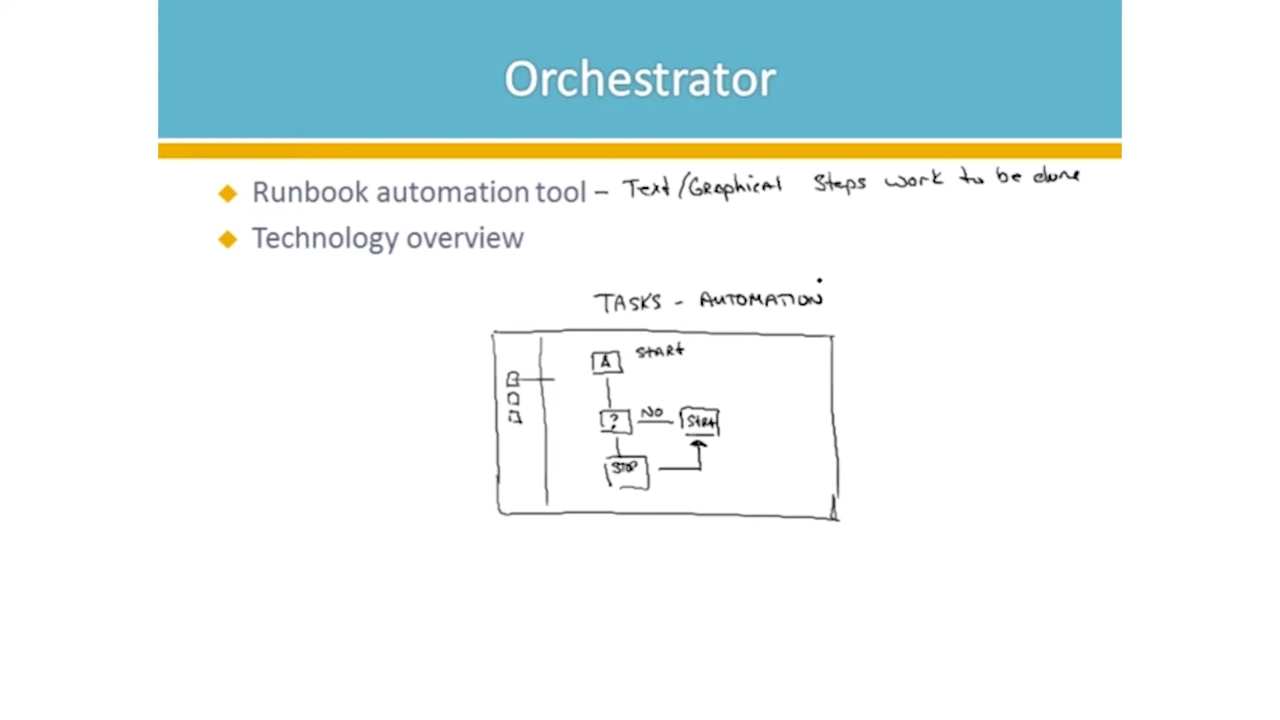 Orchestrator
Runbook automation tool – Text/Graphical Steps work to be done
Technology overview
TASKS - AUTOMATION
A START
? NO START
STOP